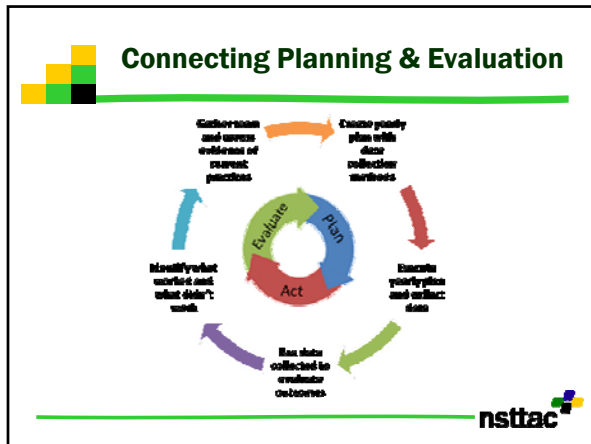 Connecting Planning & Evaluation
Gather team
and assess
evidence of
current
practices
Create yearly
plan with
data
collection
methods
Execute
yearly plan
and collect
data
Use data
collected to
evaluate
outcomes
Identify what
worked and
what didn't
work
Evaluate
Plan
Act
nsttac